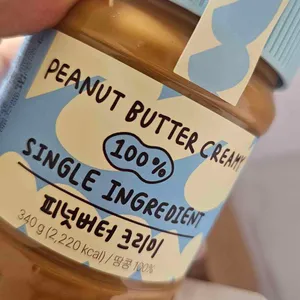 PEANUT BUTTER CREAMY
100%
SINGLE INGREDIENT
피넛버터 크리미
340 g (2,220 kcal) / 땅콩 100%